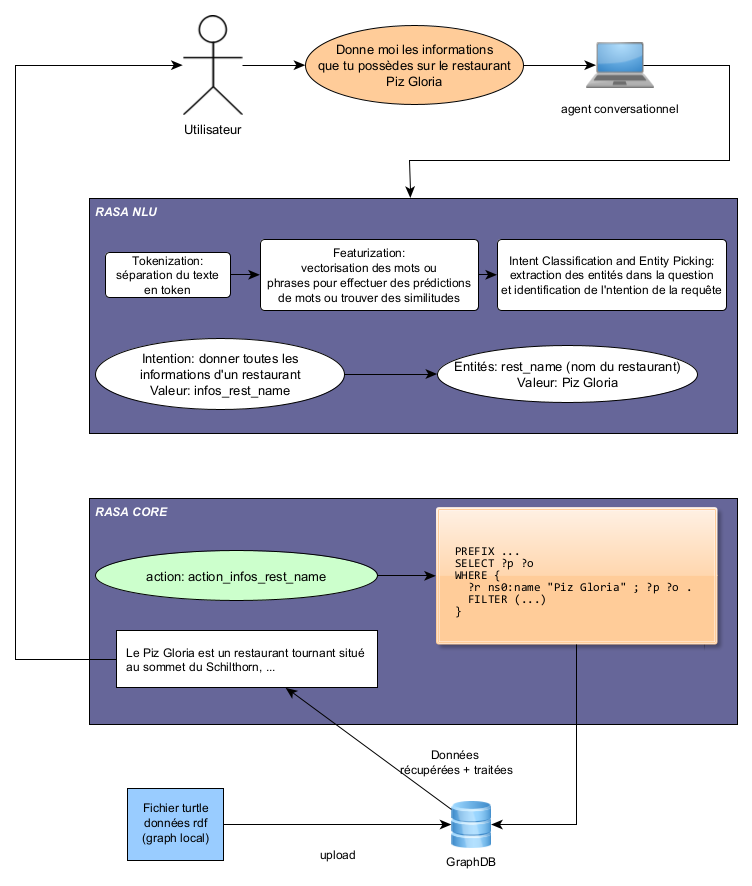 Donne moi les informations
que tu possèdes sur le restaurant
Piz Gloria
Utilisateur
agent conversationnel
RASA NLU
Tokenization:
séparation du texte
en token
Featurization:
vectorisation des mots ou
phrases pour effectuer des prédictions
de mots ou trouver des similitudes
Intent Classification and Entity Picking:
extraction des entités dans la question
et identification de l'intention de la requête
Intention: donner toutes les
informations d'un restaurant
Valeur: infos_rest_name
Entités: rest_name (nom du restaurant)
Valeur: Piz Gloria
RASA CORE
action: action_infos_rest_name
PREFIX ...
SELECT ?p ?o
WHERE {
?r ns0:name "Piz Gloria" ; ?p ?o .
FILTER (...)
}
Le Piz Gloria est un restaurant tournant situé
au sommet du Schilthorn, ...
Données
récupérées + traitées
Fichier turtle
données rdf
(graph local)
upload
GraphDB